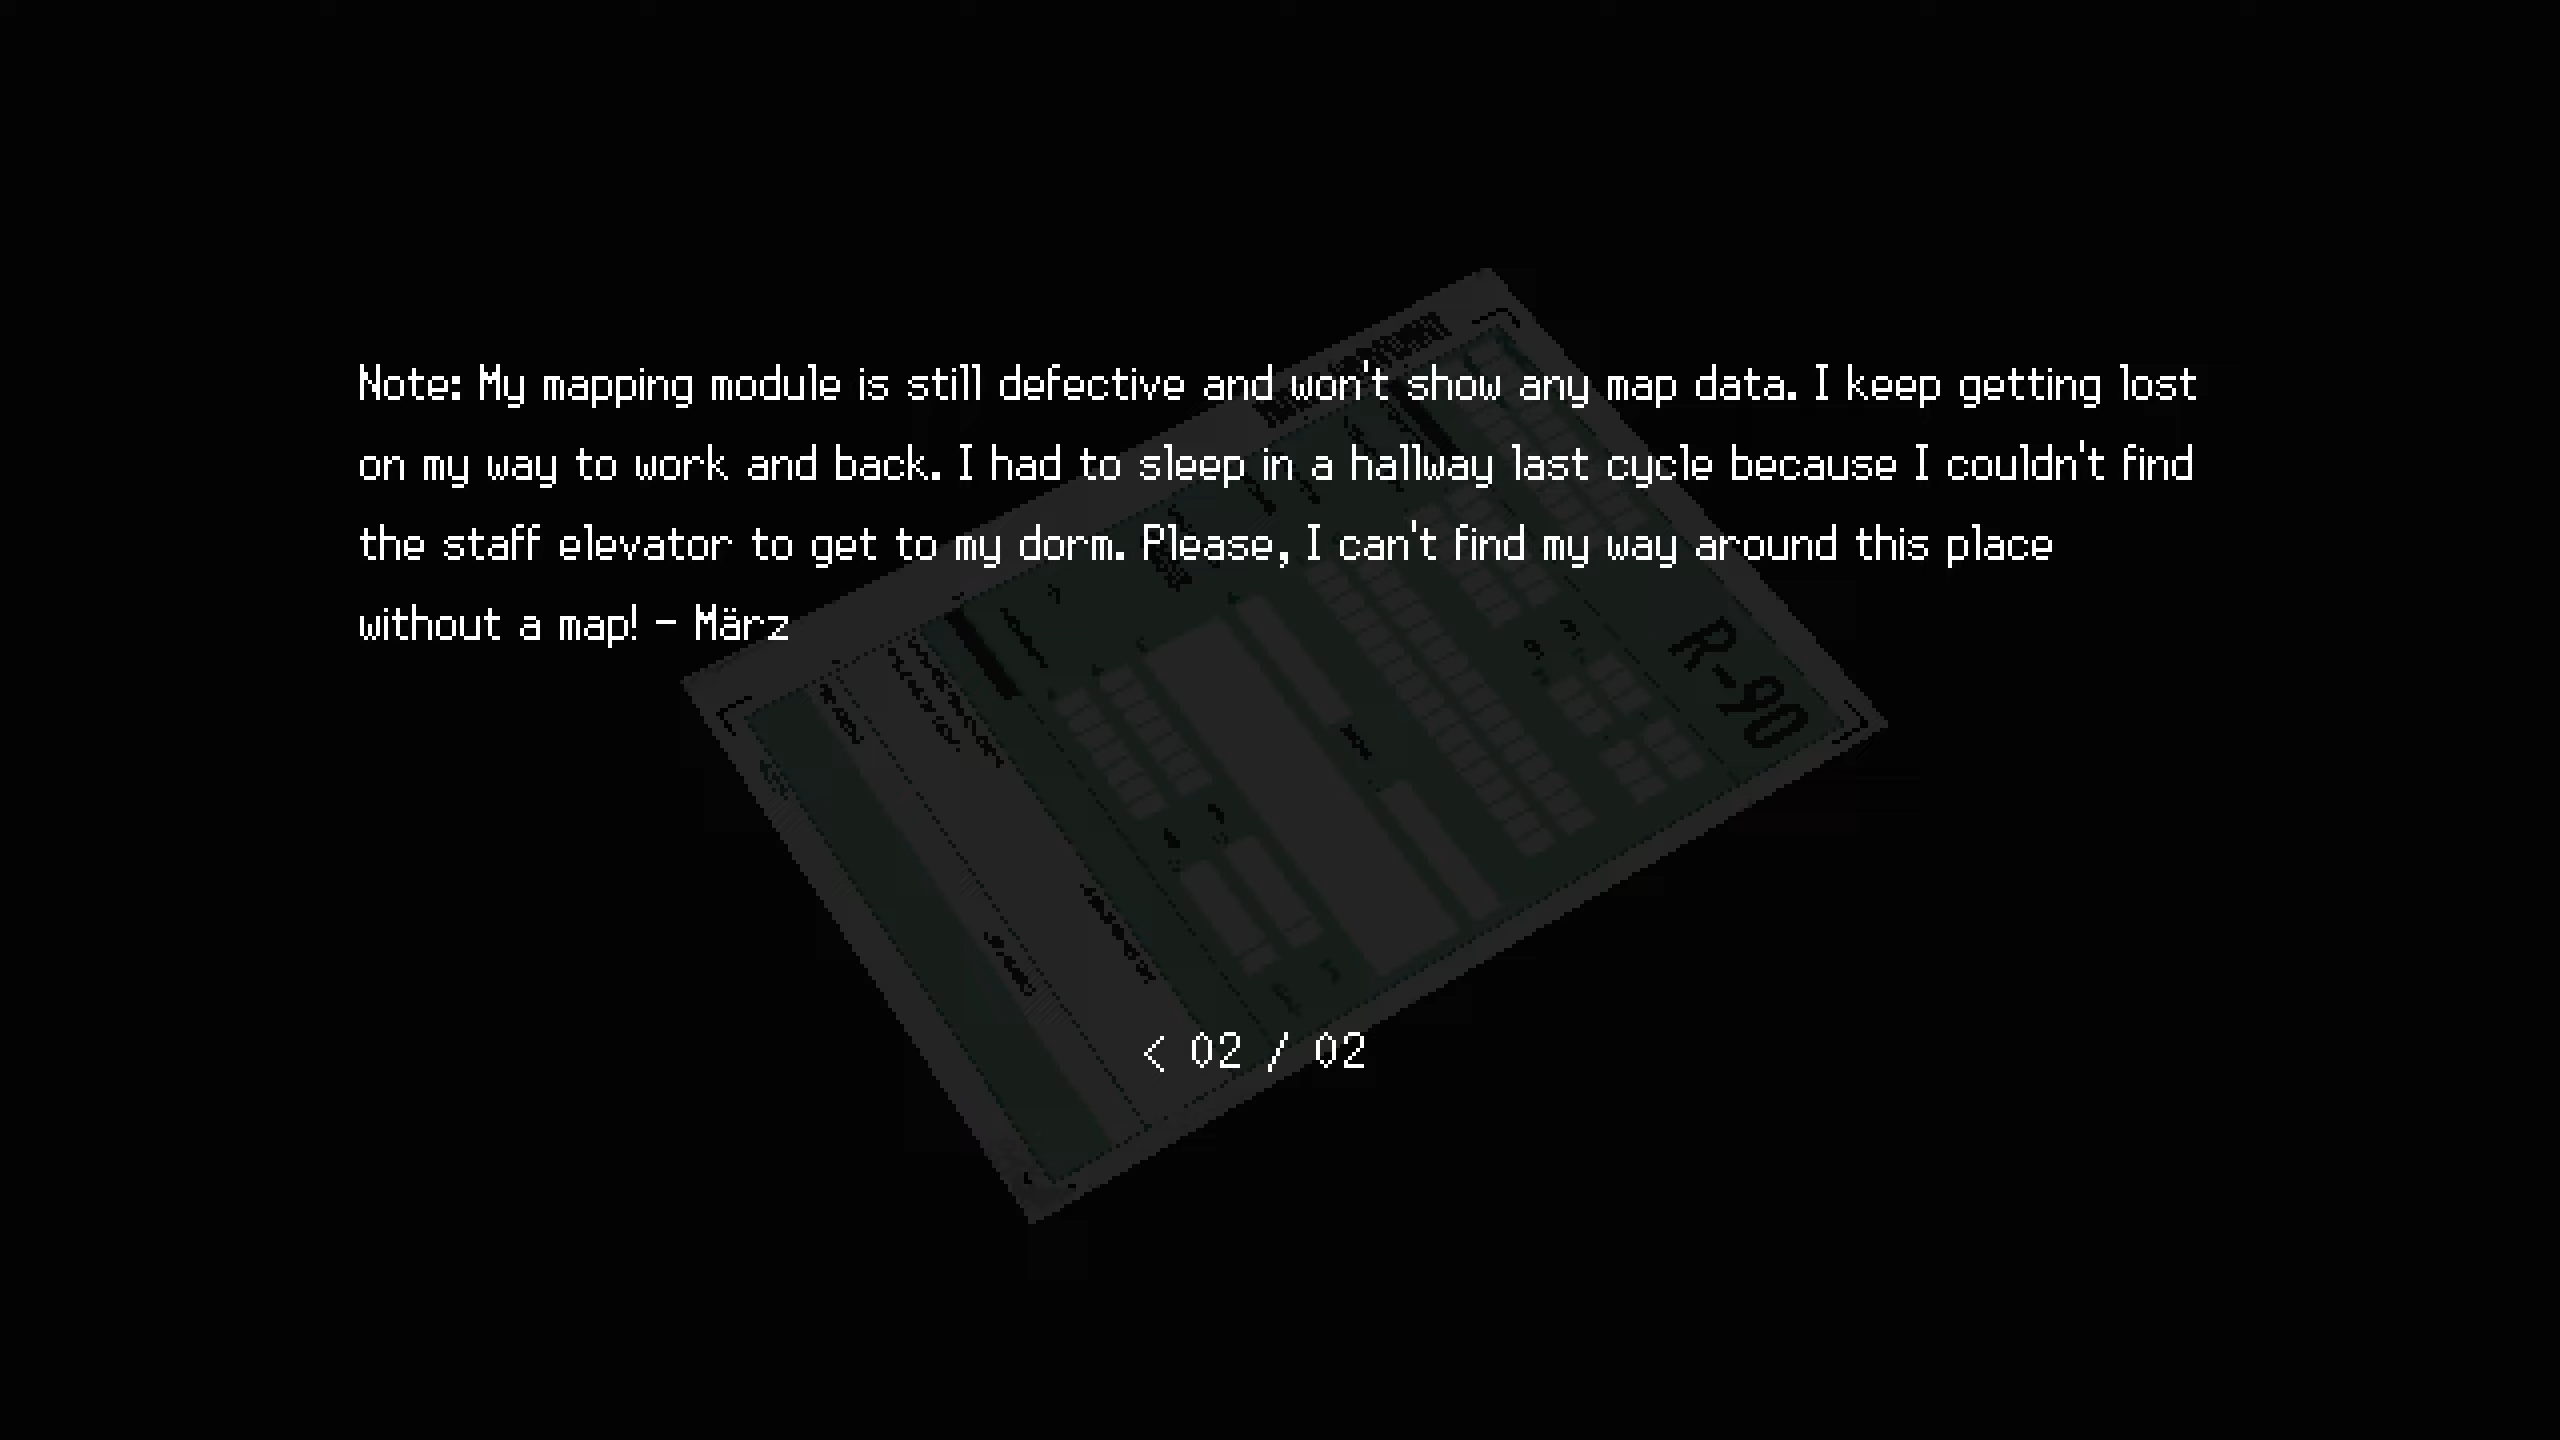 Note: My mapping module is still defective and won't show any map data. I keep getting lost
on my way to work and back. I had to sleep in a hallway last cycle because I couldn't find
the staff elevator to get to my dorm. Please, I can't find my way around this place
without a map! - März
R-90
< 02 / 02